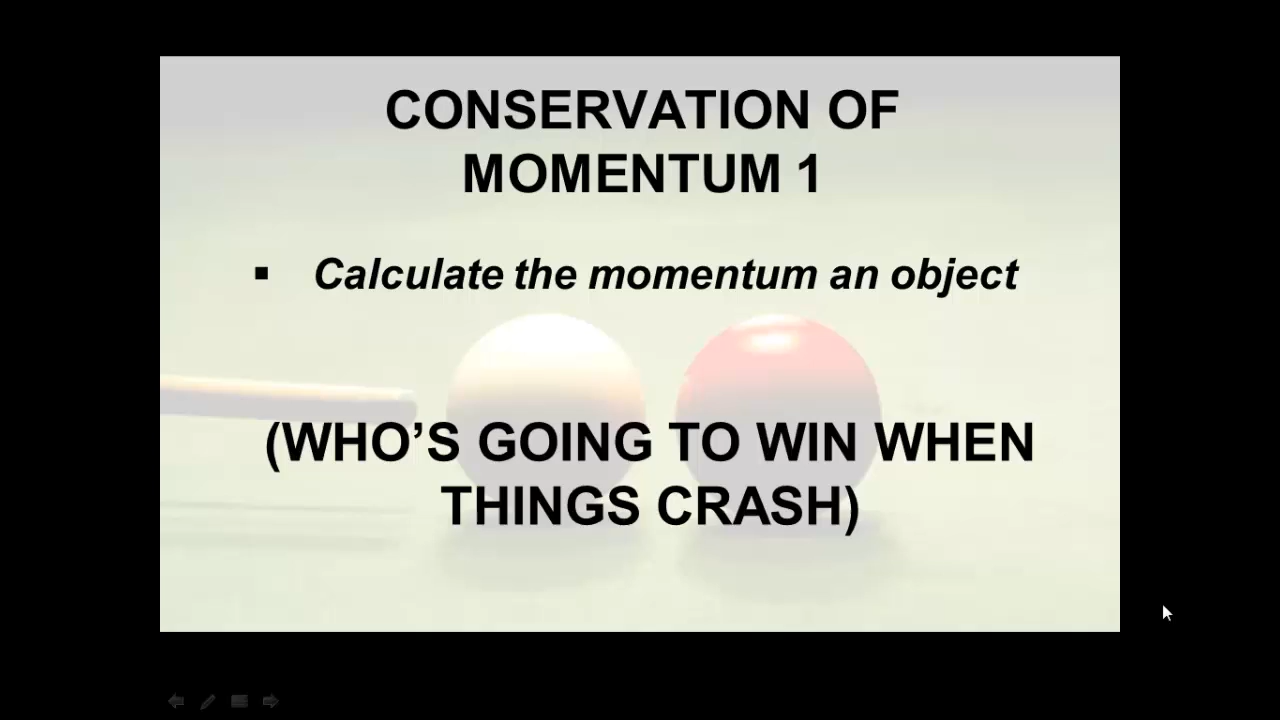 CONSERVATION OF
MOMENTUM 1
▪ Calculate the momentum an object
(WHO’S GOING TO WIN WHEN
THINGS CRASH)